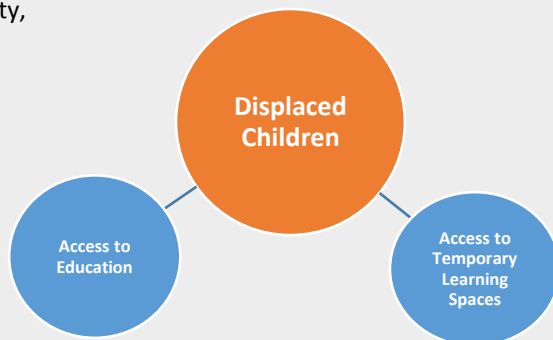 ty,
Displaced
Children
Access to
Education
Access to
Temporary
Learning
Spaces